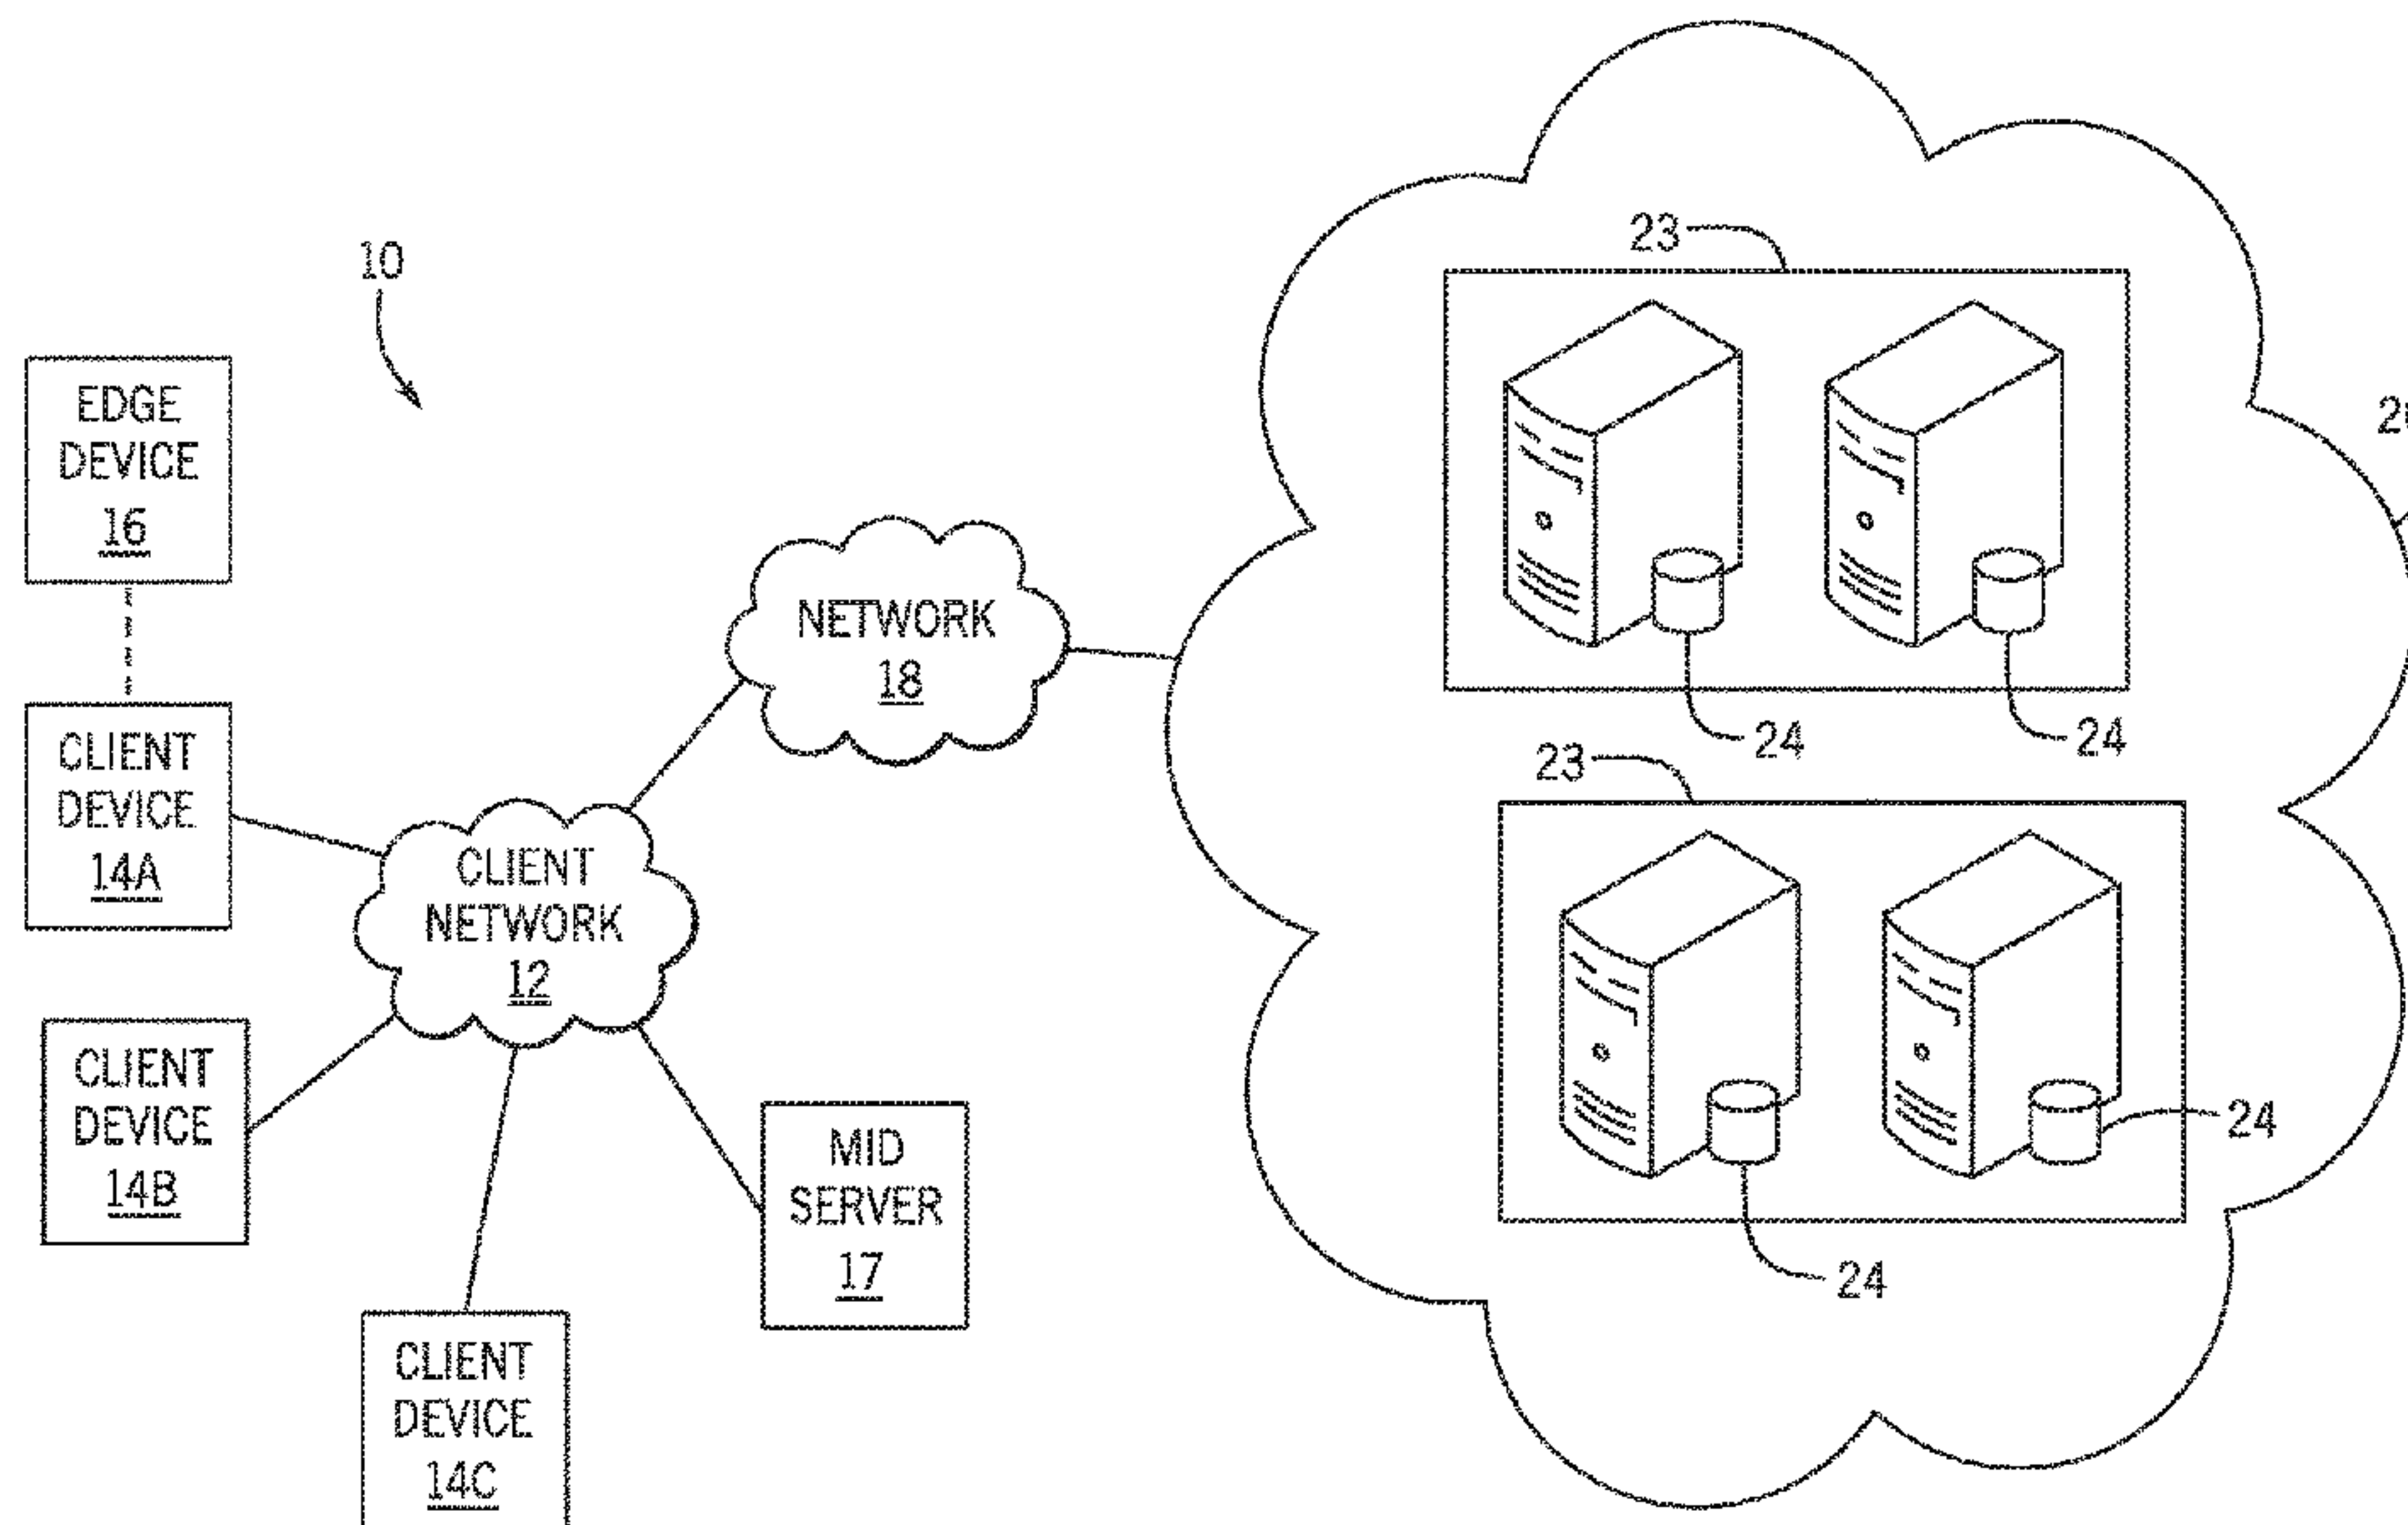 10
EDGE
DEVICE
16
CLIENT
DEVICE
14A
CLIENT
DEVICE
14B
CLIENT
DEVICE
14C
CLIENT
NETWORK
12
MID
SERVER
17
NETWORK
18
23
24
24
23
24
24